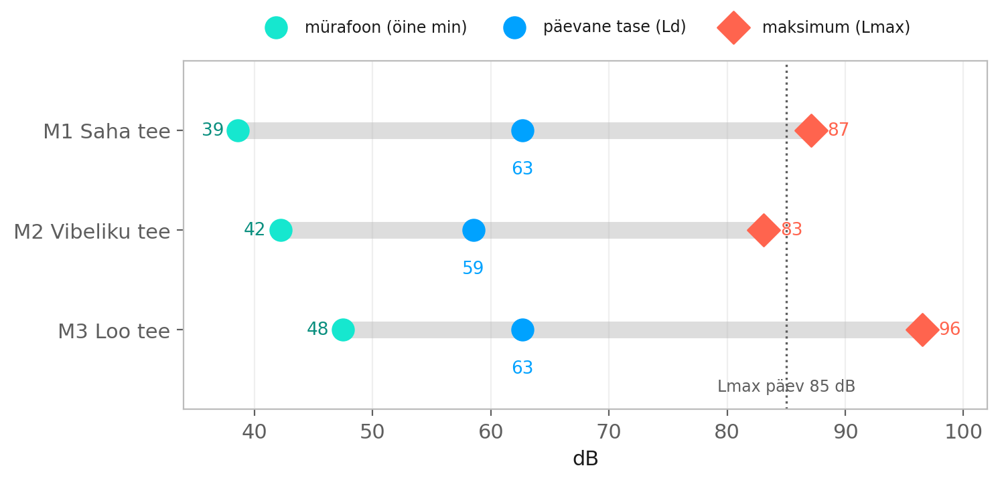 mürafoon (öine min) päevane tase (Ld) maksimum (Lmax)
M1 Saha tee 39 87
63
M2 Vibeliku tee 42 83
59
M3 Loo tee 48 96
63
Lmax päev 85 dB
40 50 60 70 80 90 100
dB